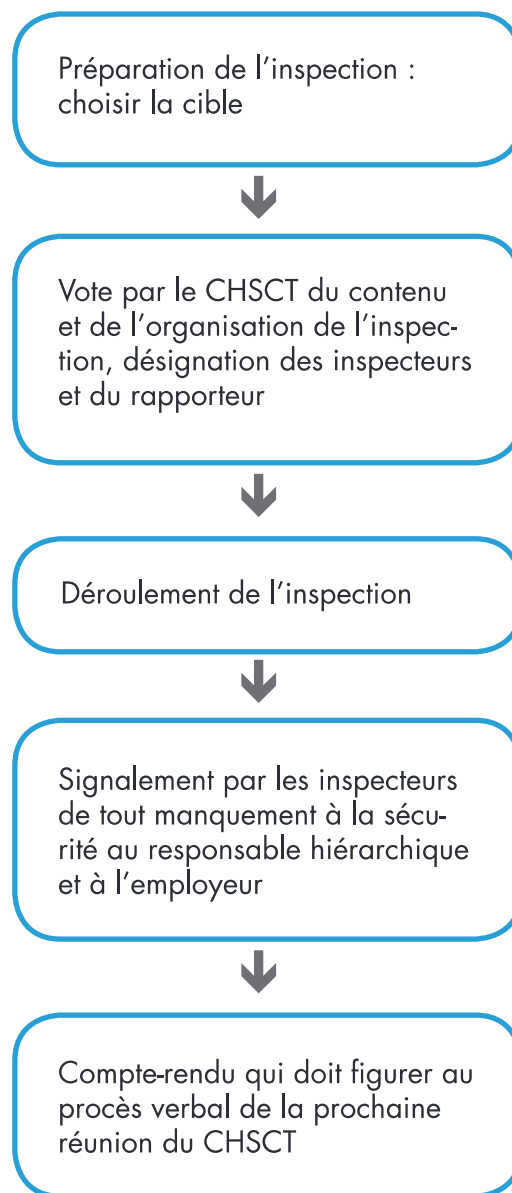 Préparation de l’inspection :
choisir la cible
Vote par le CHSCT du contenu
et de l’organisation de l’inspec-
tion, désignation des inspecteurs
et du rapporteur
Déroulement de l’inspection
Signalement par les inspecteurs
de tout manquement à la sécu-
rité au responsable hiérarchique
et à l’employeur
Compte-rendu qui doit figurer au
procès verbal de la prochaine
réunion du CHSCT